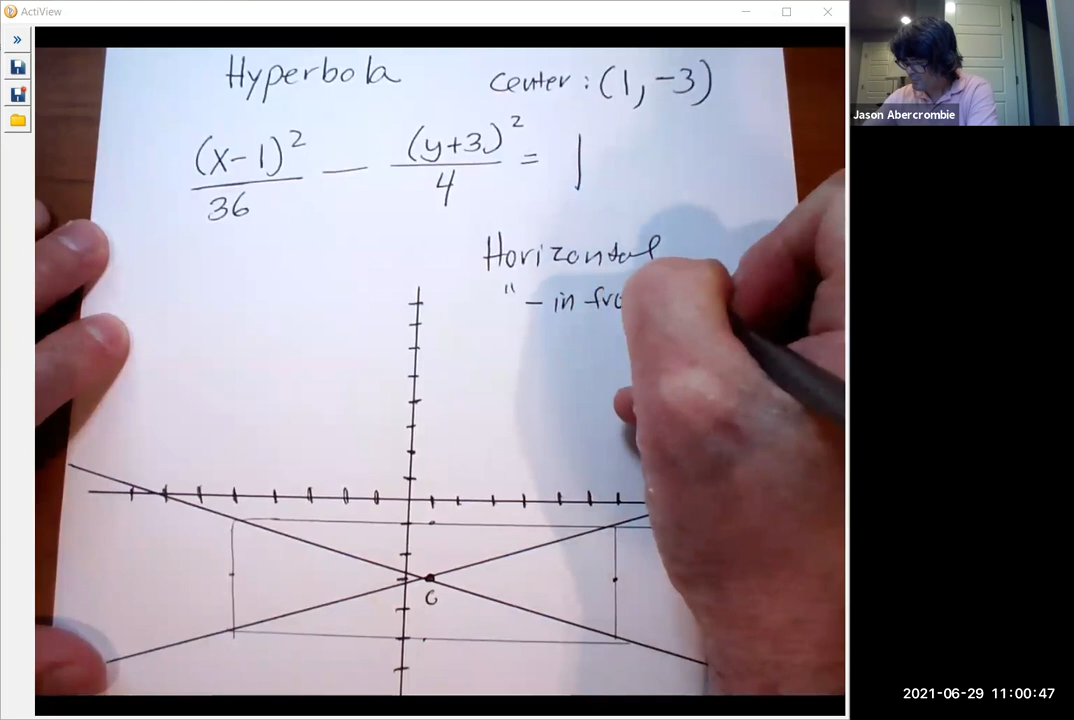 ActiView
Hyperbola
center : (1, -3)
(x-1)²/36 — (y+3)²/4 = 1
Horizontal
" - in
C
Jason Abercrombie
2021-06-29 11:00:47